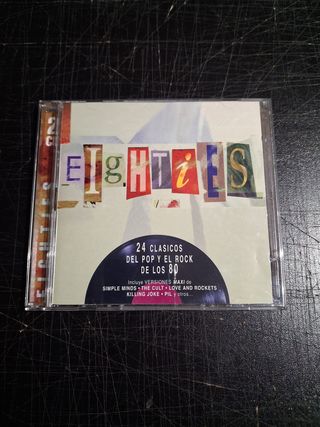 EIgHTiES
24 CLASICOS
DEL POP Y EL ROCK
DE LOS 80
Incluye VERSIONES MAXI de
SIMPLE MINDS • THE CULT • LOVE AND ROCKETS
KILLING JOKE • PIL y otros...
EIGHTIES